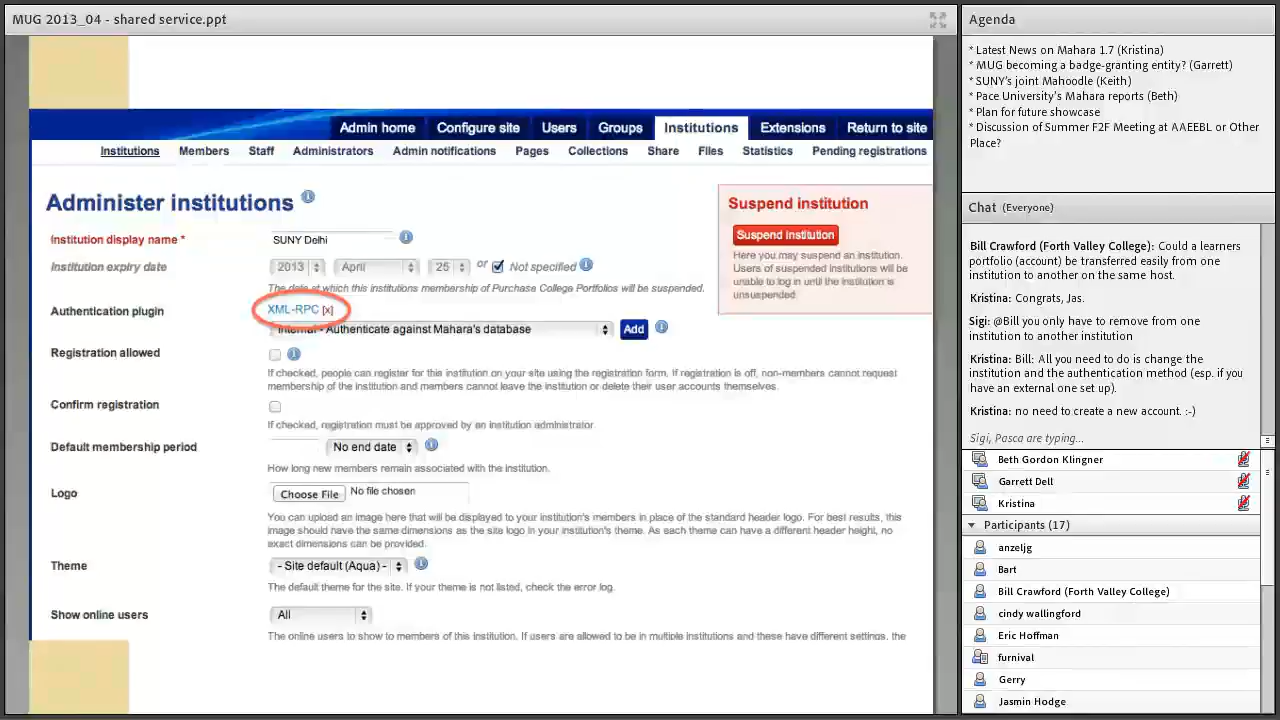 MUG 2013_04 - shared service.ppt
Admin home Configure site Users Groups Institutions Extensions Return to site
Institutions Members Staff Administrators Admin notifications Pages Collections Share Files Statistics Pending registrations
Administer institutions
Institution display name * SUNY Delhi
Institution expiry date 2013 April 25 or Not specified
The date at which this institutions membership of Purchase College Portfolios will be suspended.
Authentication plugin XML-RPC [x]
Internal - Authenticate against Mahara's database Add
Registration allowed
If checked, people can register for this institution on your site using the registration form. If registration is off, non-members cannot request
membership of the institution and members cannot leave the institution or delete their user accounts themselves.
Confirm registration
If checked, registration must be approved by an institution administrator.
Default membership period No end date
How long new members remain associated with the institution.
Logo Choose File No file chosen
You can upload an image here that will be displayed to your institution's members in place of the standard header logo. For best results, this
image should have the same dimensions as the site logo in your institution's theme. As each theme can have a different header height, no
exact dimensions can be provided.
Theme - Site default (Aqua) -
The default theme for the site. If your theme is not listed, check the error log.
Show online users All
The online users to show to members of this institution. If users are allowed to be in multiple institutions and these have different settings, the
Suspend institution
Suspend institution
Here you may suspend an institution.
Users of suspended institutions will be
unable to log in until the institution is
unsuspended.
Agenda
* Latest News on Mahara 1.7 (Kristina)
* MUG becoming a badge-granting entity? (Garrett)
* SUNY's joint Mahoodle (Keith)
* Pace University's Mahara reports (Beth)
* Plan for future showcase
* Discussion of Summer F2F Meeting at AAEEBL or Other
Place?
Chat (Everyone)
Bill Crawford (Forth Valley College): Could a learners
portfolio (account) be transferred easily from one
institution to another on the same host.
Kristina: Congrats, Jas.
Sigi: @Bill you only have to remove from one
institution to another institution
Kristina: Bill: All you need to do is change the
institution and the authentication method (esp. if you
have an external one set up).
Kristina: no need to create a new account. :-)
Sigi, Pasca are typing...
Beth Gordon Klingner
Garrett Dell
Kristina
Participants (17)
anzeljg
Bart
Bill Crawford (Forth Valley College)
cindy wallingford
Eric Hoffman
furnival
Gerry
Jasmin Hodge